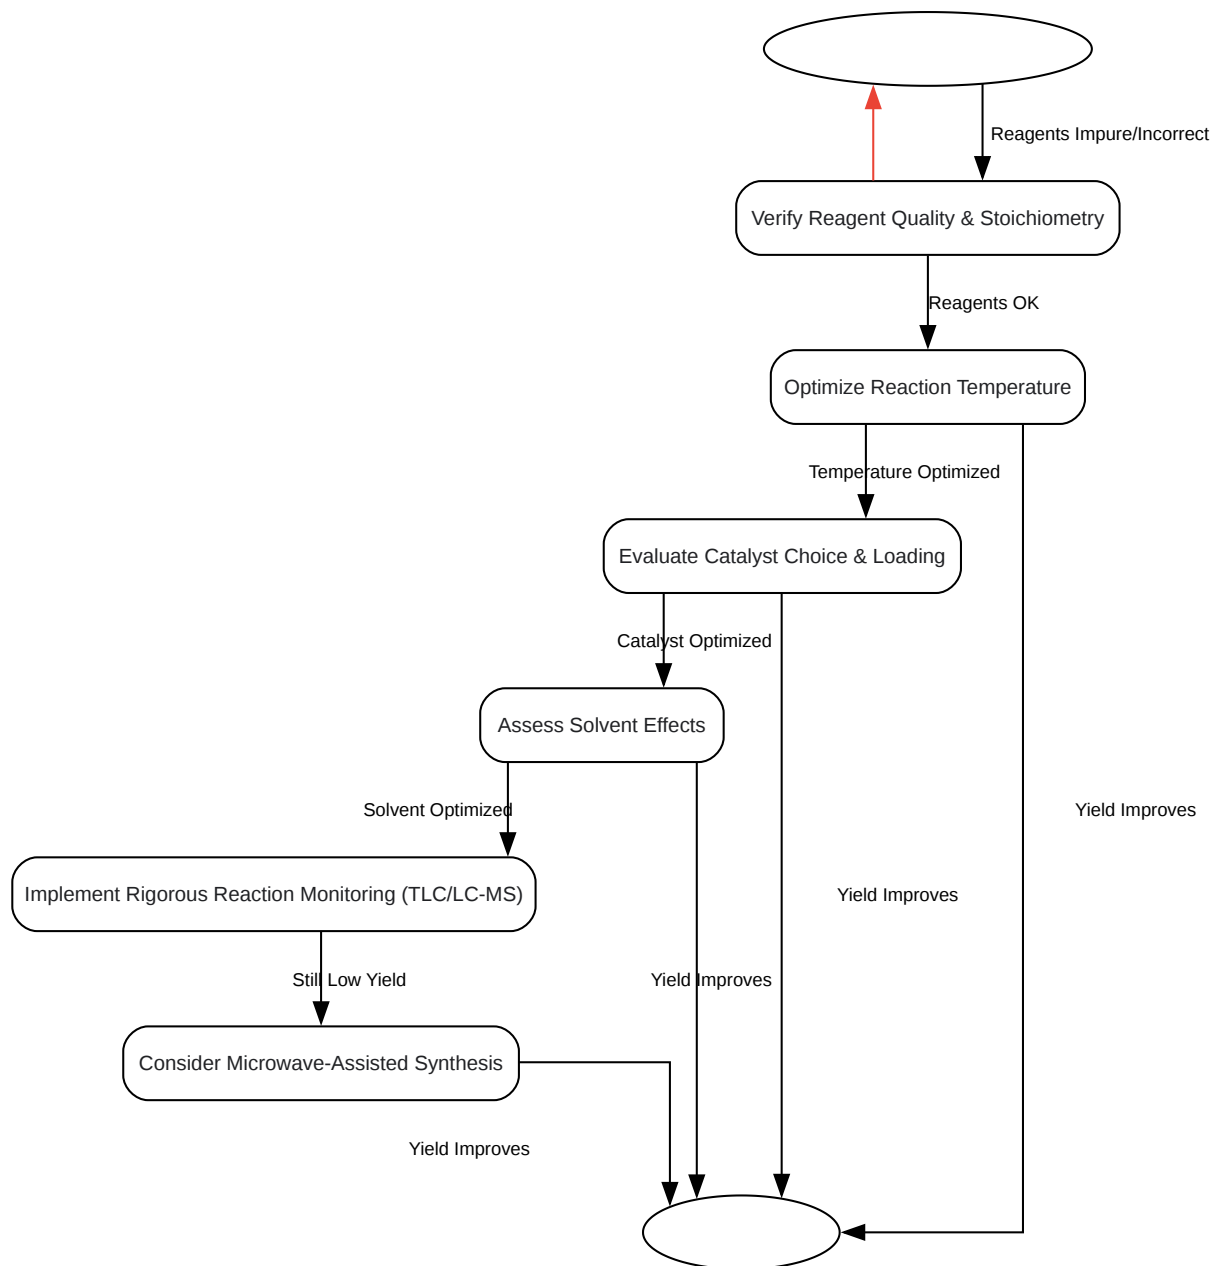 Reagents Impure/Incorrect
Verify Reagent Quality & Stoichiometry
Reagents OK
Optimize Reaction Temperature
Temperature Optimized
Evaluate Catalyst Choice & Loading
Catalyst Optimized
Assess Solvent Effects
Solvent Optimized
Yield Improves
Implement Rigorous Reaction Monitoring (TLC/LC-MS)
Yield Improves
Still Low Yield
Yield Improves
Consider Microwave-Assisted Synthesis
Yield Improves